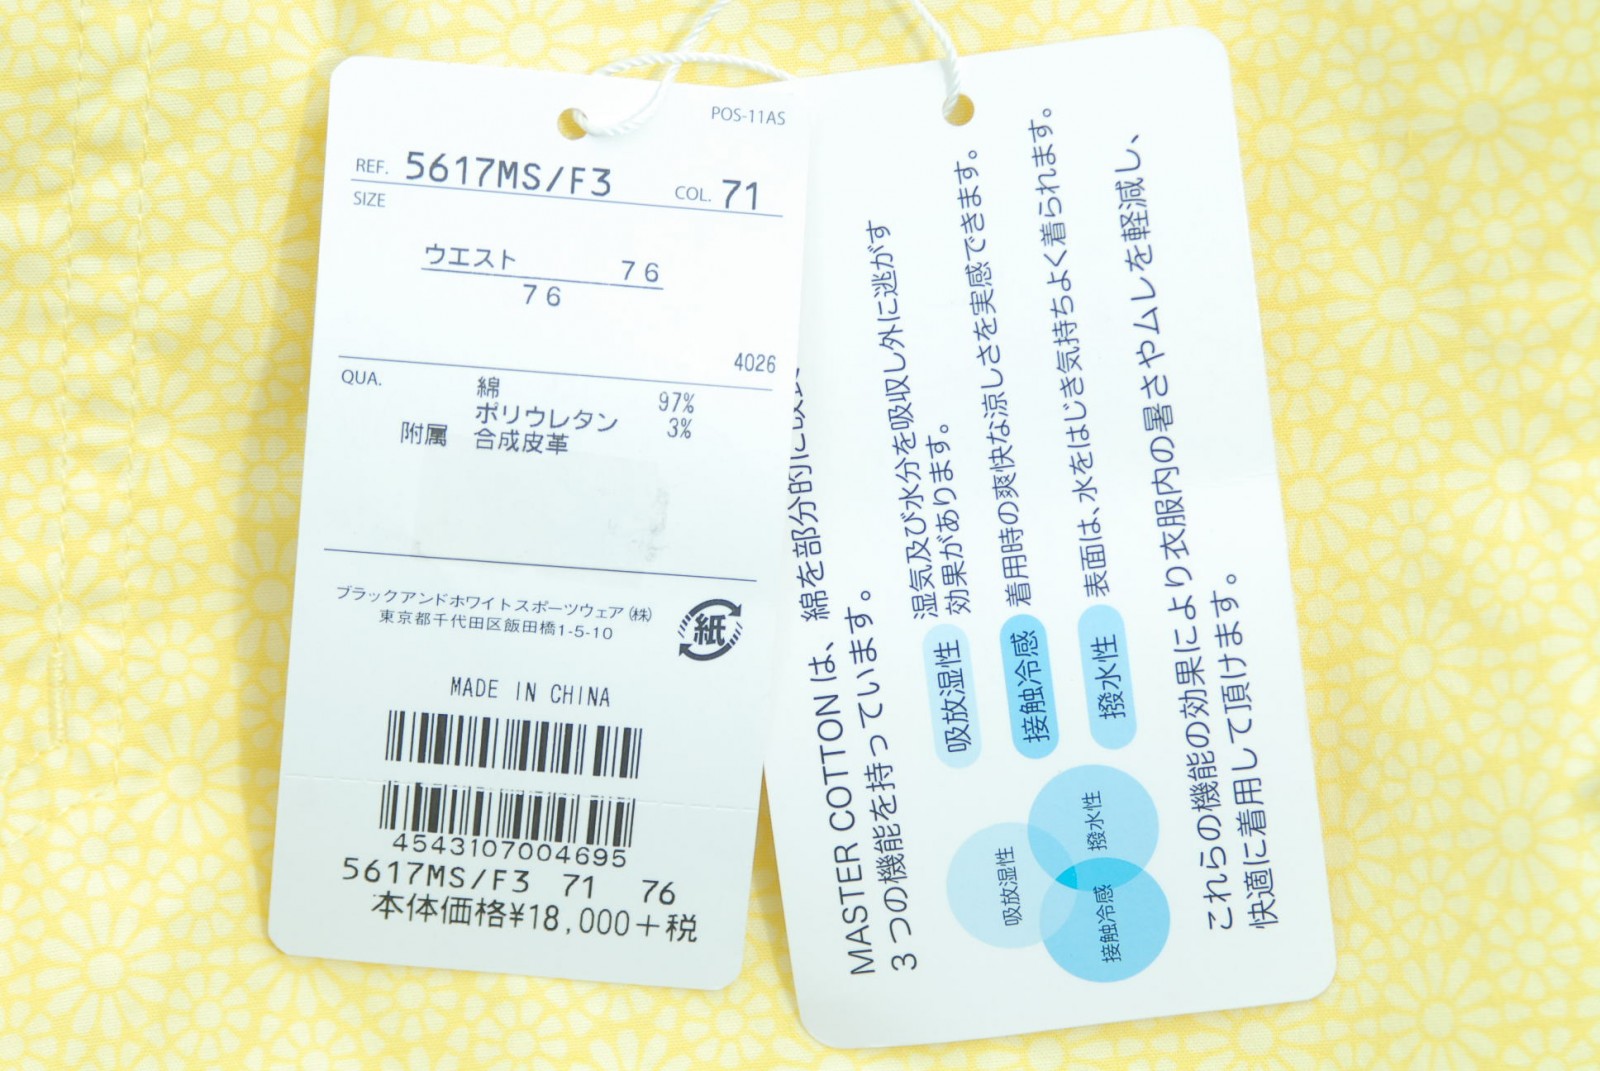 POS-11AS
REF. 5617MS/F3 COL. 71
SIZE
ウエスト 76
76
4026
QUA.
綿 97%
ポリウレタン 3%
附属 合成皮革
ブラックアンドホワイトスポーツウェア(株)
東京都千代田区飯田橋1-5-10
紙
MADE IN CHINA
4543107004695
5617MS/F3 71 76
本体価格¥18,000+税
MASTER COTTON は、綿を部分的に
3つの機能を持っています。
吸放湿性 湿気及び水分を吸収し外に逃がす
効果があります。
接触冷感 着用時の爽快な涼しさを実感できます。
撥水性 表面は、水をはじき気持ちよく着られます。
吸放湿性
撥水性
接触冷感
これらの機能の効果により衣服内の暑さやムレを軽減し、
快適に着用して頂けます。